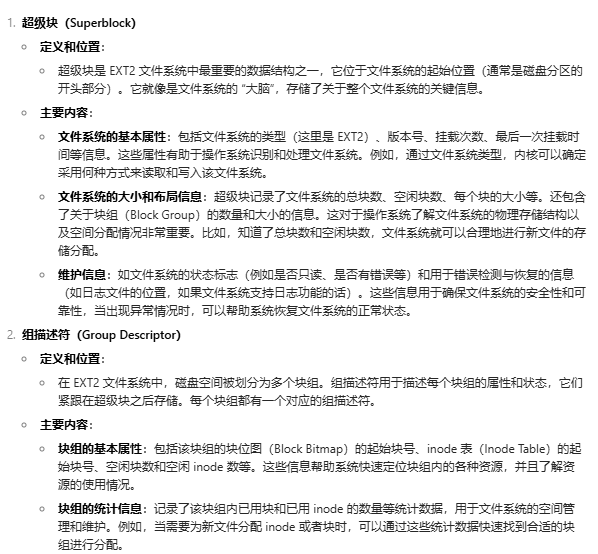 1. 超级块（Superblock）
定义和位置：
超级块是 EXT2 文件系统中最重要的数据结构之一，它位于文件系统的起始位置（通常是磁盘分区的
开头部分）。它就像是文件系统的 “大脑”，存储了关于整个文件系统的关键信息。
主要内容：
文件系统的基本属性：包括文件系统的类型（这里是 EXT2）、版本号、挂载次数、最后一次挂载时
间等信息。这些属性有助于操作系统识别和处理文件系统。例如，通过文件系统类型，内核可以确定
采用何种方式来读取和写入该文件系统。
文件系统的大小和布局信息：超级块记录了文件系统的总块数、空闲块数、每个块的大小等。还包含
了关于块组（Block Group）的数量和大小的信息。这对于操作系统了解文件系统的物理存储结构以
及空间分配情况非常重要。比如，知道了总块数和空闲块数，文件系统就可以合理地进行新文件的存
储分配。
维护信息：如文件系统的状态标志（例如是否只读、是否有错误等）和用于错误检测与恢复的信息
（如日志文件的位置，如果文件系统支持日志功能的话）。这些信息用于确保文件系统的安全性和可
靠性，当出现异常情况时，可以帮助系统恢复文件系统的正常状态。
2. 组描述符（Group Descriptor）
定义和位置：
在 EXT2 文件系统中，磁盘空间被划分为多个块组。组描述符用于描述每个块组的属性和状态，它们
紧跟在超级块之后存储。每个块组都有一个对应的组描述符。
主要内容：
块组的基本属性：包括该块组的块位图（Block Bitmap）的起始块号、inode 表（Inode Table）的起
始块号、空闲块数和空闲 inode 数等。这些信息帮助系统快速定位块组内的各种资源，并且了解资
源的使用情况。
块组的统计信息：记录了该块组内已用块和已用 inode 的数量等统计数据，用于文件系统的空间管
理和维护。例如，当需要为新文件分配 inode 或者块时，可以通过这些统计数据快速找到合适的块
组进行分配。